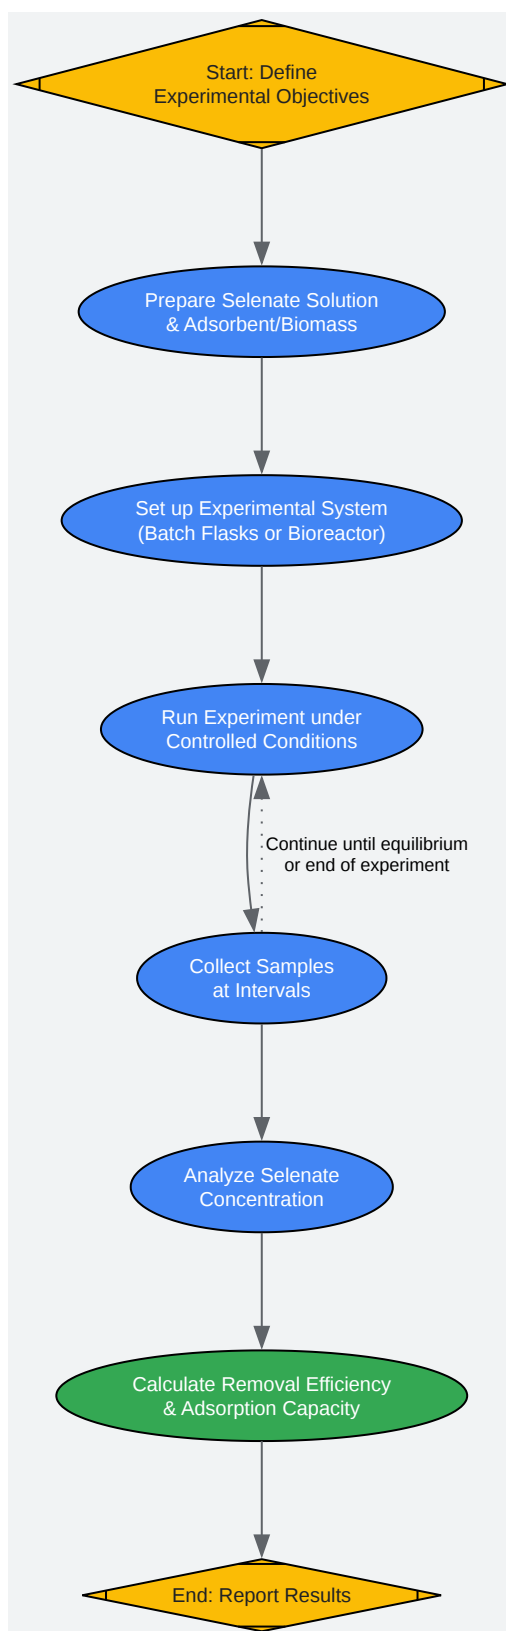 Start: Define
Experimental Objectives
Prepare Selenate Solution
& Adsorbent/Biomass
Set up Experimental System
(Batch Flasks or Bioreactor)
Run Experiment under
Controlled Conditions
Continue until equilibrium
or end of experiment
Collect Samples
at Intervals
Analyze Selenate
Concentration
Calculate Removal Efficiency
& Adsorption Capacity
End: Report Results